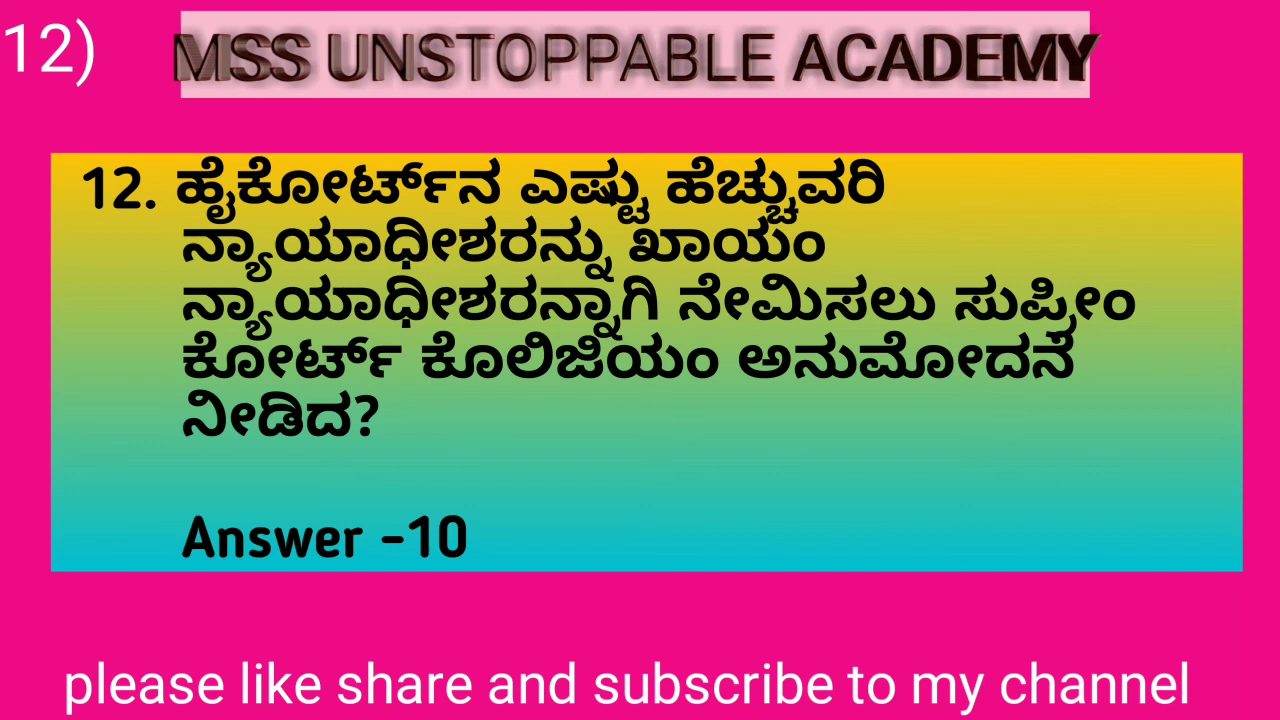 12)
MSS UNSTOPPABLE ACADEMY
12. ಹೈಕೋರ್ಟ್‌ನ ಎಷ್ಟು ಹೆಚ್ಚುವರಿ
ನ್ಯಾಯಾಧೀಶರನ್ನು ಖಾಯಂ
ನ್ಯಾಯಾಧೀಶರನ್ನಾಗಿ ನೇಮಿಸಲು ಸುಪ್ರೀಂ
ಕೋರ್ಟ್ ಕೊಲಿಜಿಯಂ ಅನುಮೋದನೆ
ನೀಡಿದ?
Answer -10
please like share and subscribe to my channel